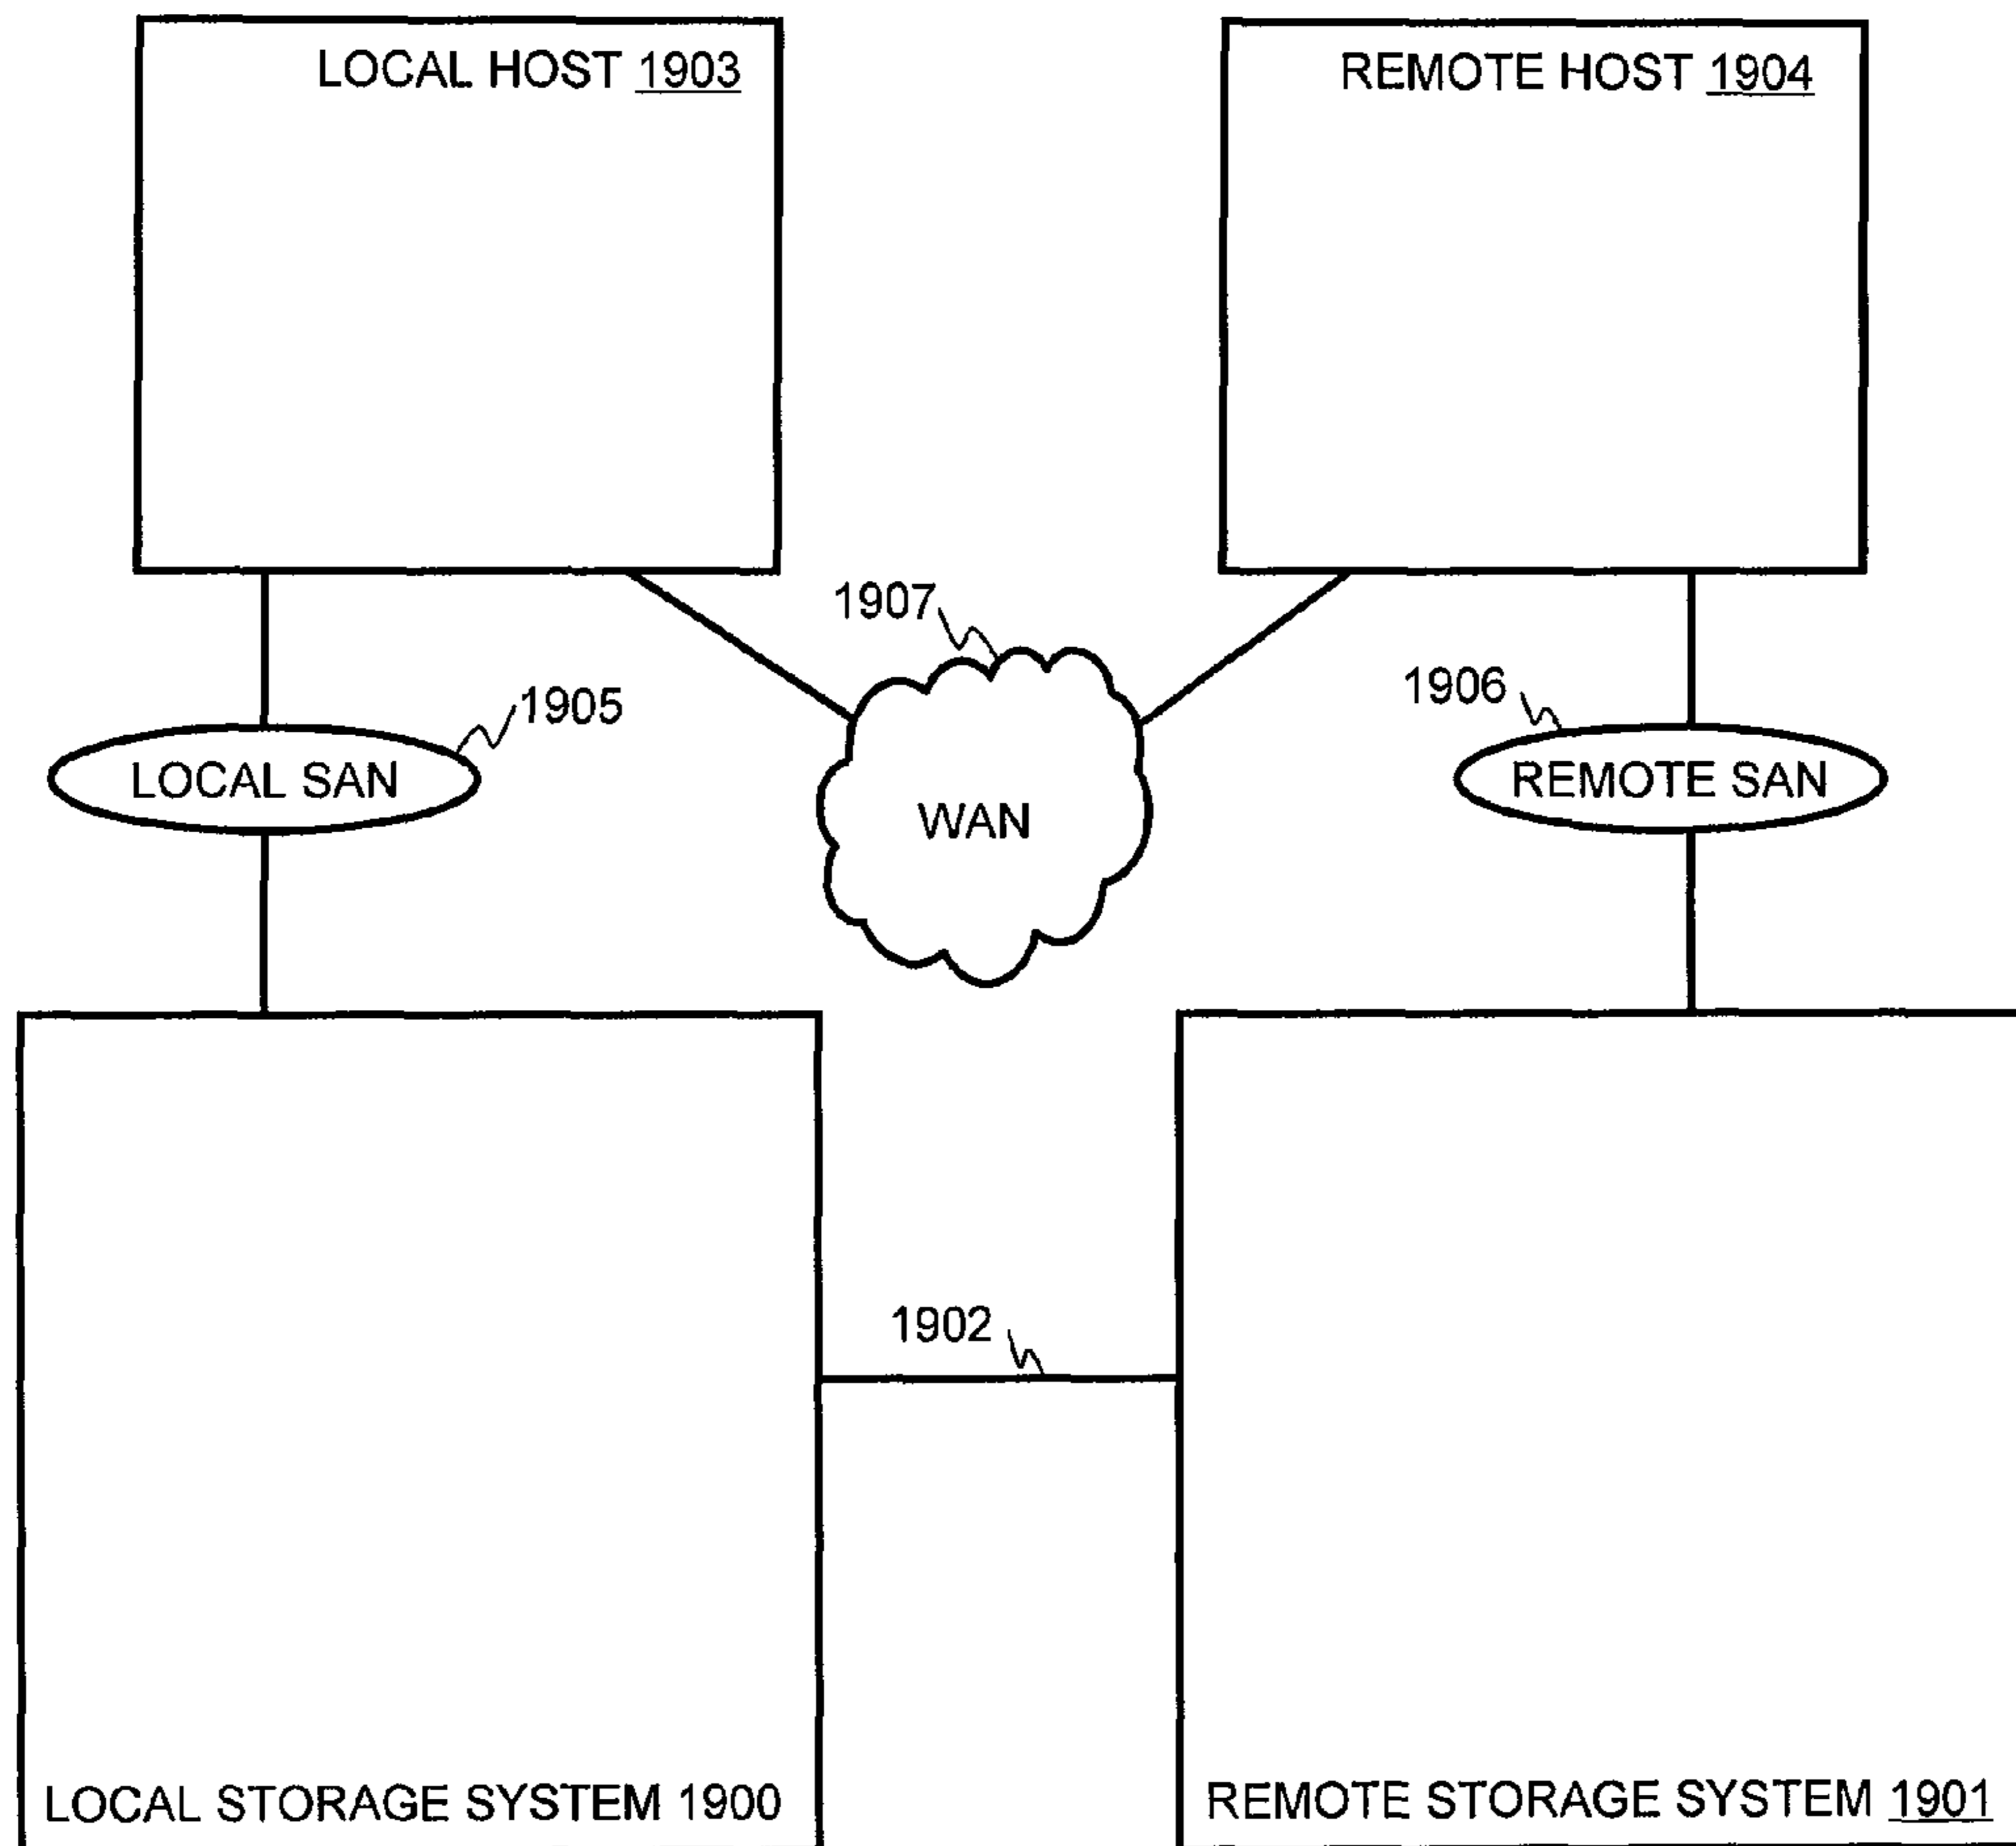 LOCAL HOST 1903
REMOTE HOST 1904
1907
1905
1906
LOCAL SAN
WAN
REMOTE SAN
1902
LOCAL STORAGE SYSTEM 1900
REMOTE STORAGE SYSTEM 1901